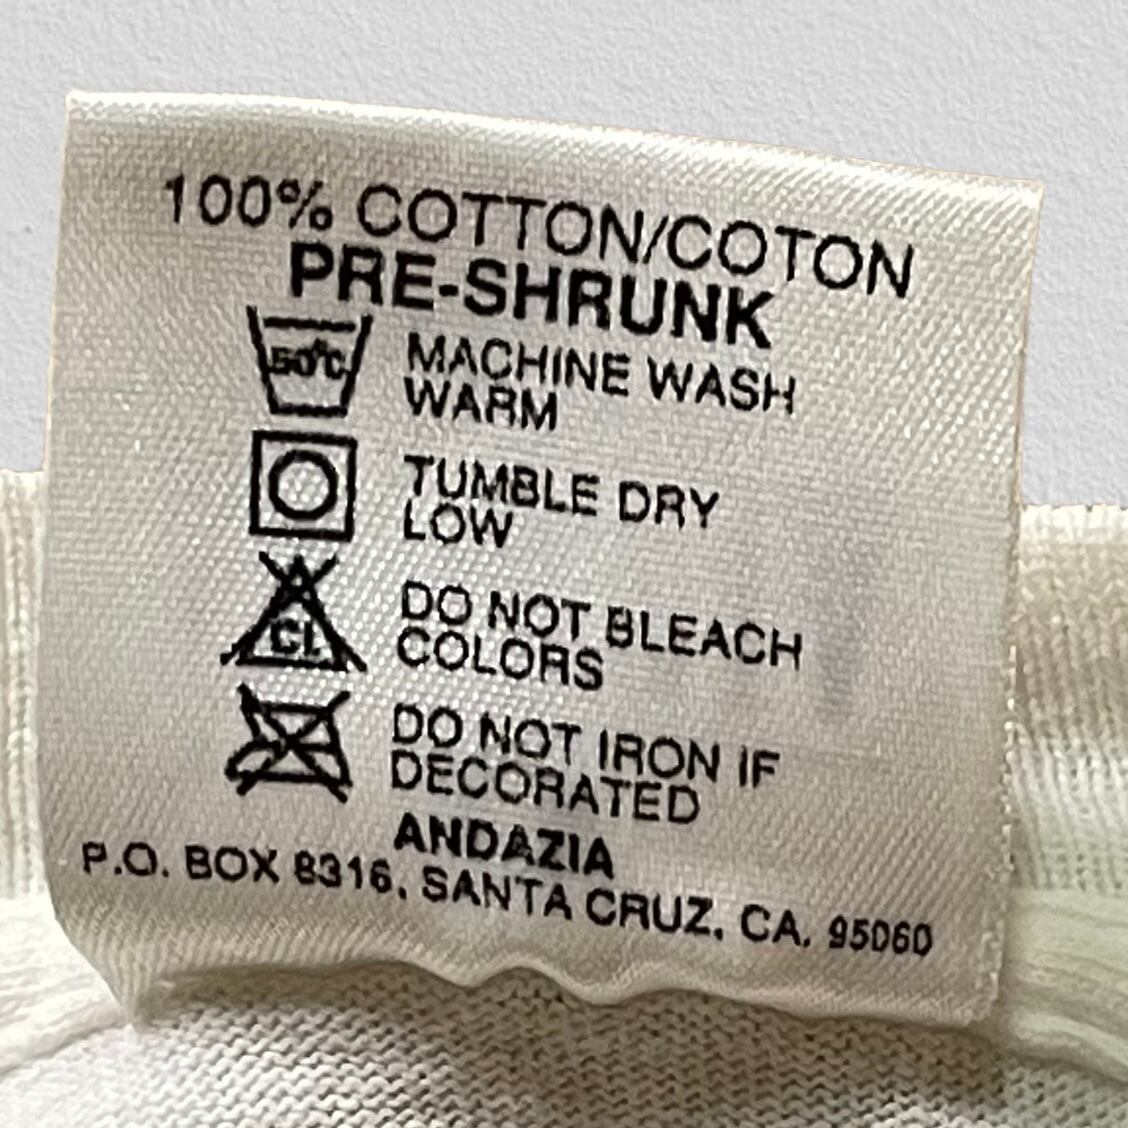 100% COTTON/COTON
PRE-SHRUNK
50°C
MACHINE WASH
WARM
TUMBLE DRY
LOW
CL
DO NOT BLEACH
COLORS
DO NOT IRON IF
DECORATED
ANDAZIA
P.O. BOX 8316, SANTA CRUZ, CA. 95060